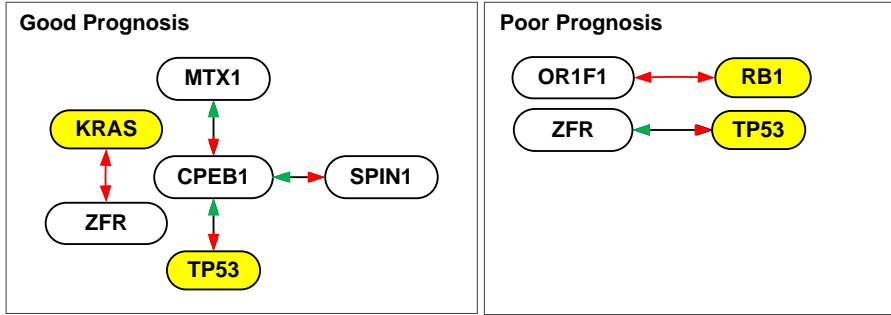 Good Prognosis
MTX1
KRAS
CPEB1
SPIN1
ZFR
TP53
Poor Prognosis
OR1F1
RB1
ZFR
TP53